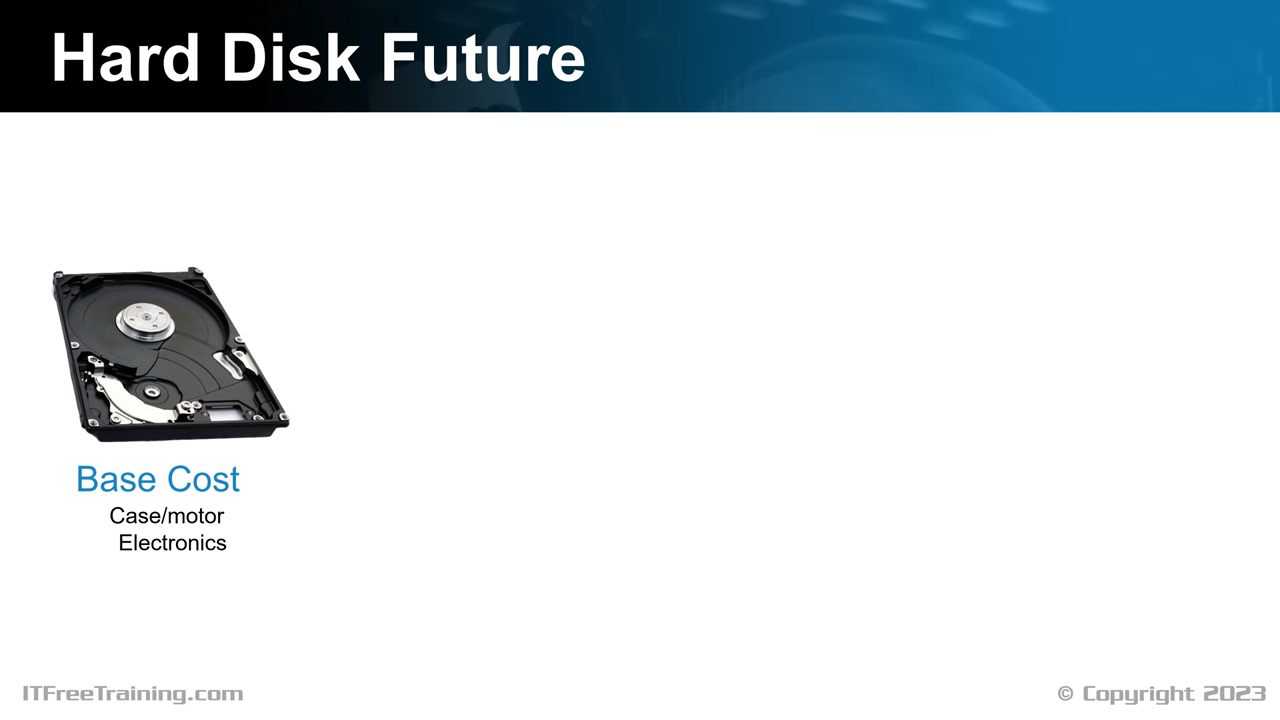 Hard Disk Future
Base Cost
Case/motor
Electronics
ITFreeTraining.com
© Copyright 2023